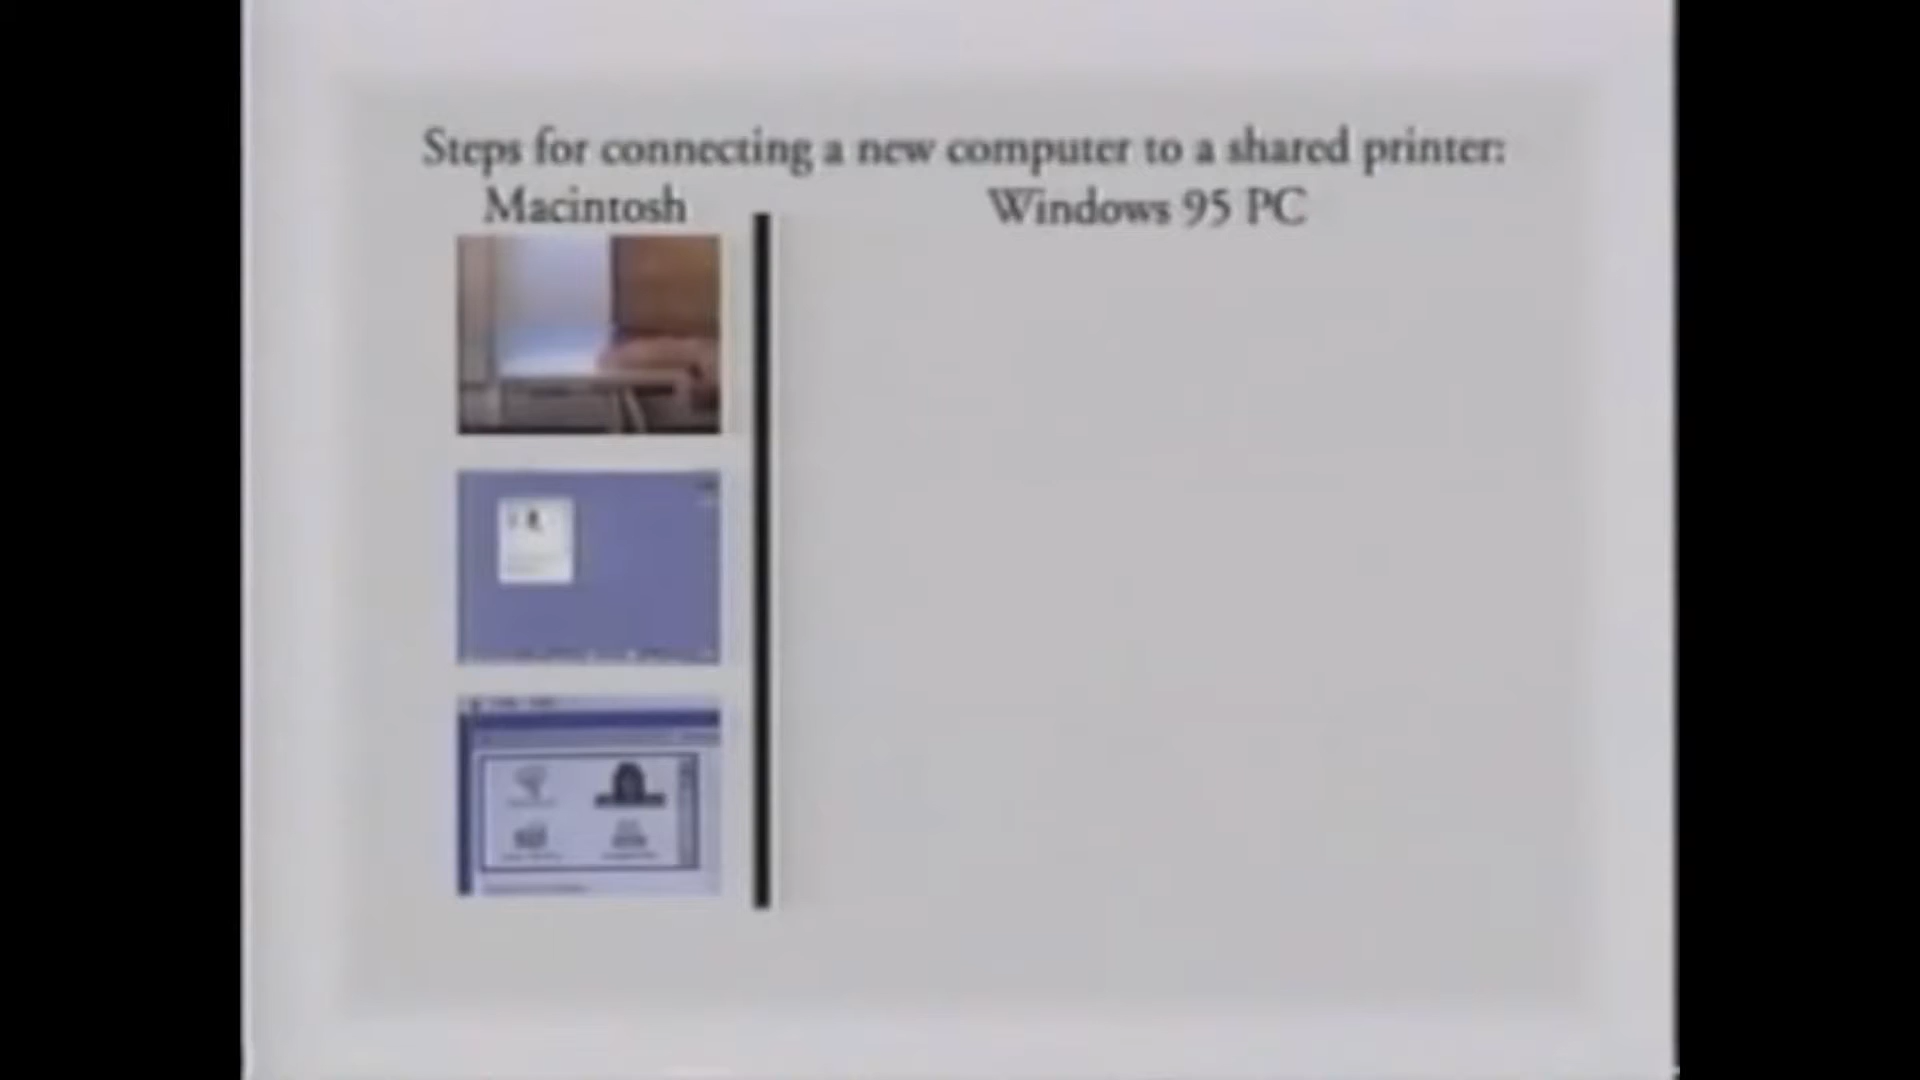 Steps for connecting a new computer to a shared printer:
Macintosh
Windows 95 PC